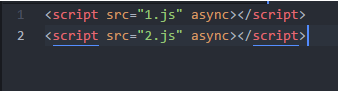 1 <script src="1.js" async></script>
2 <script src="2.js" async></script>